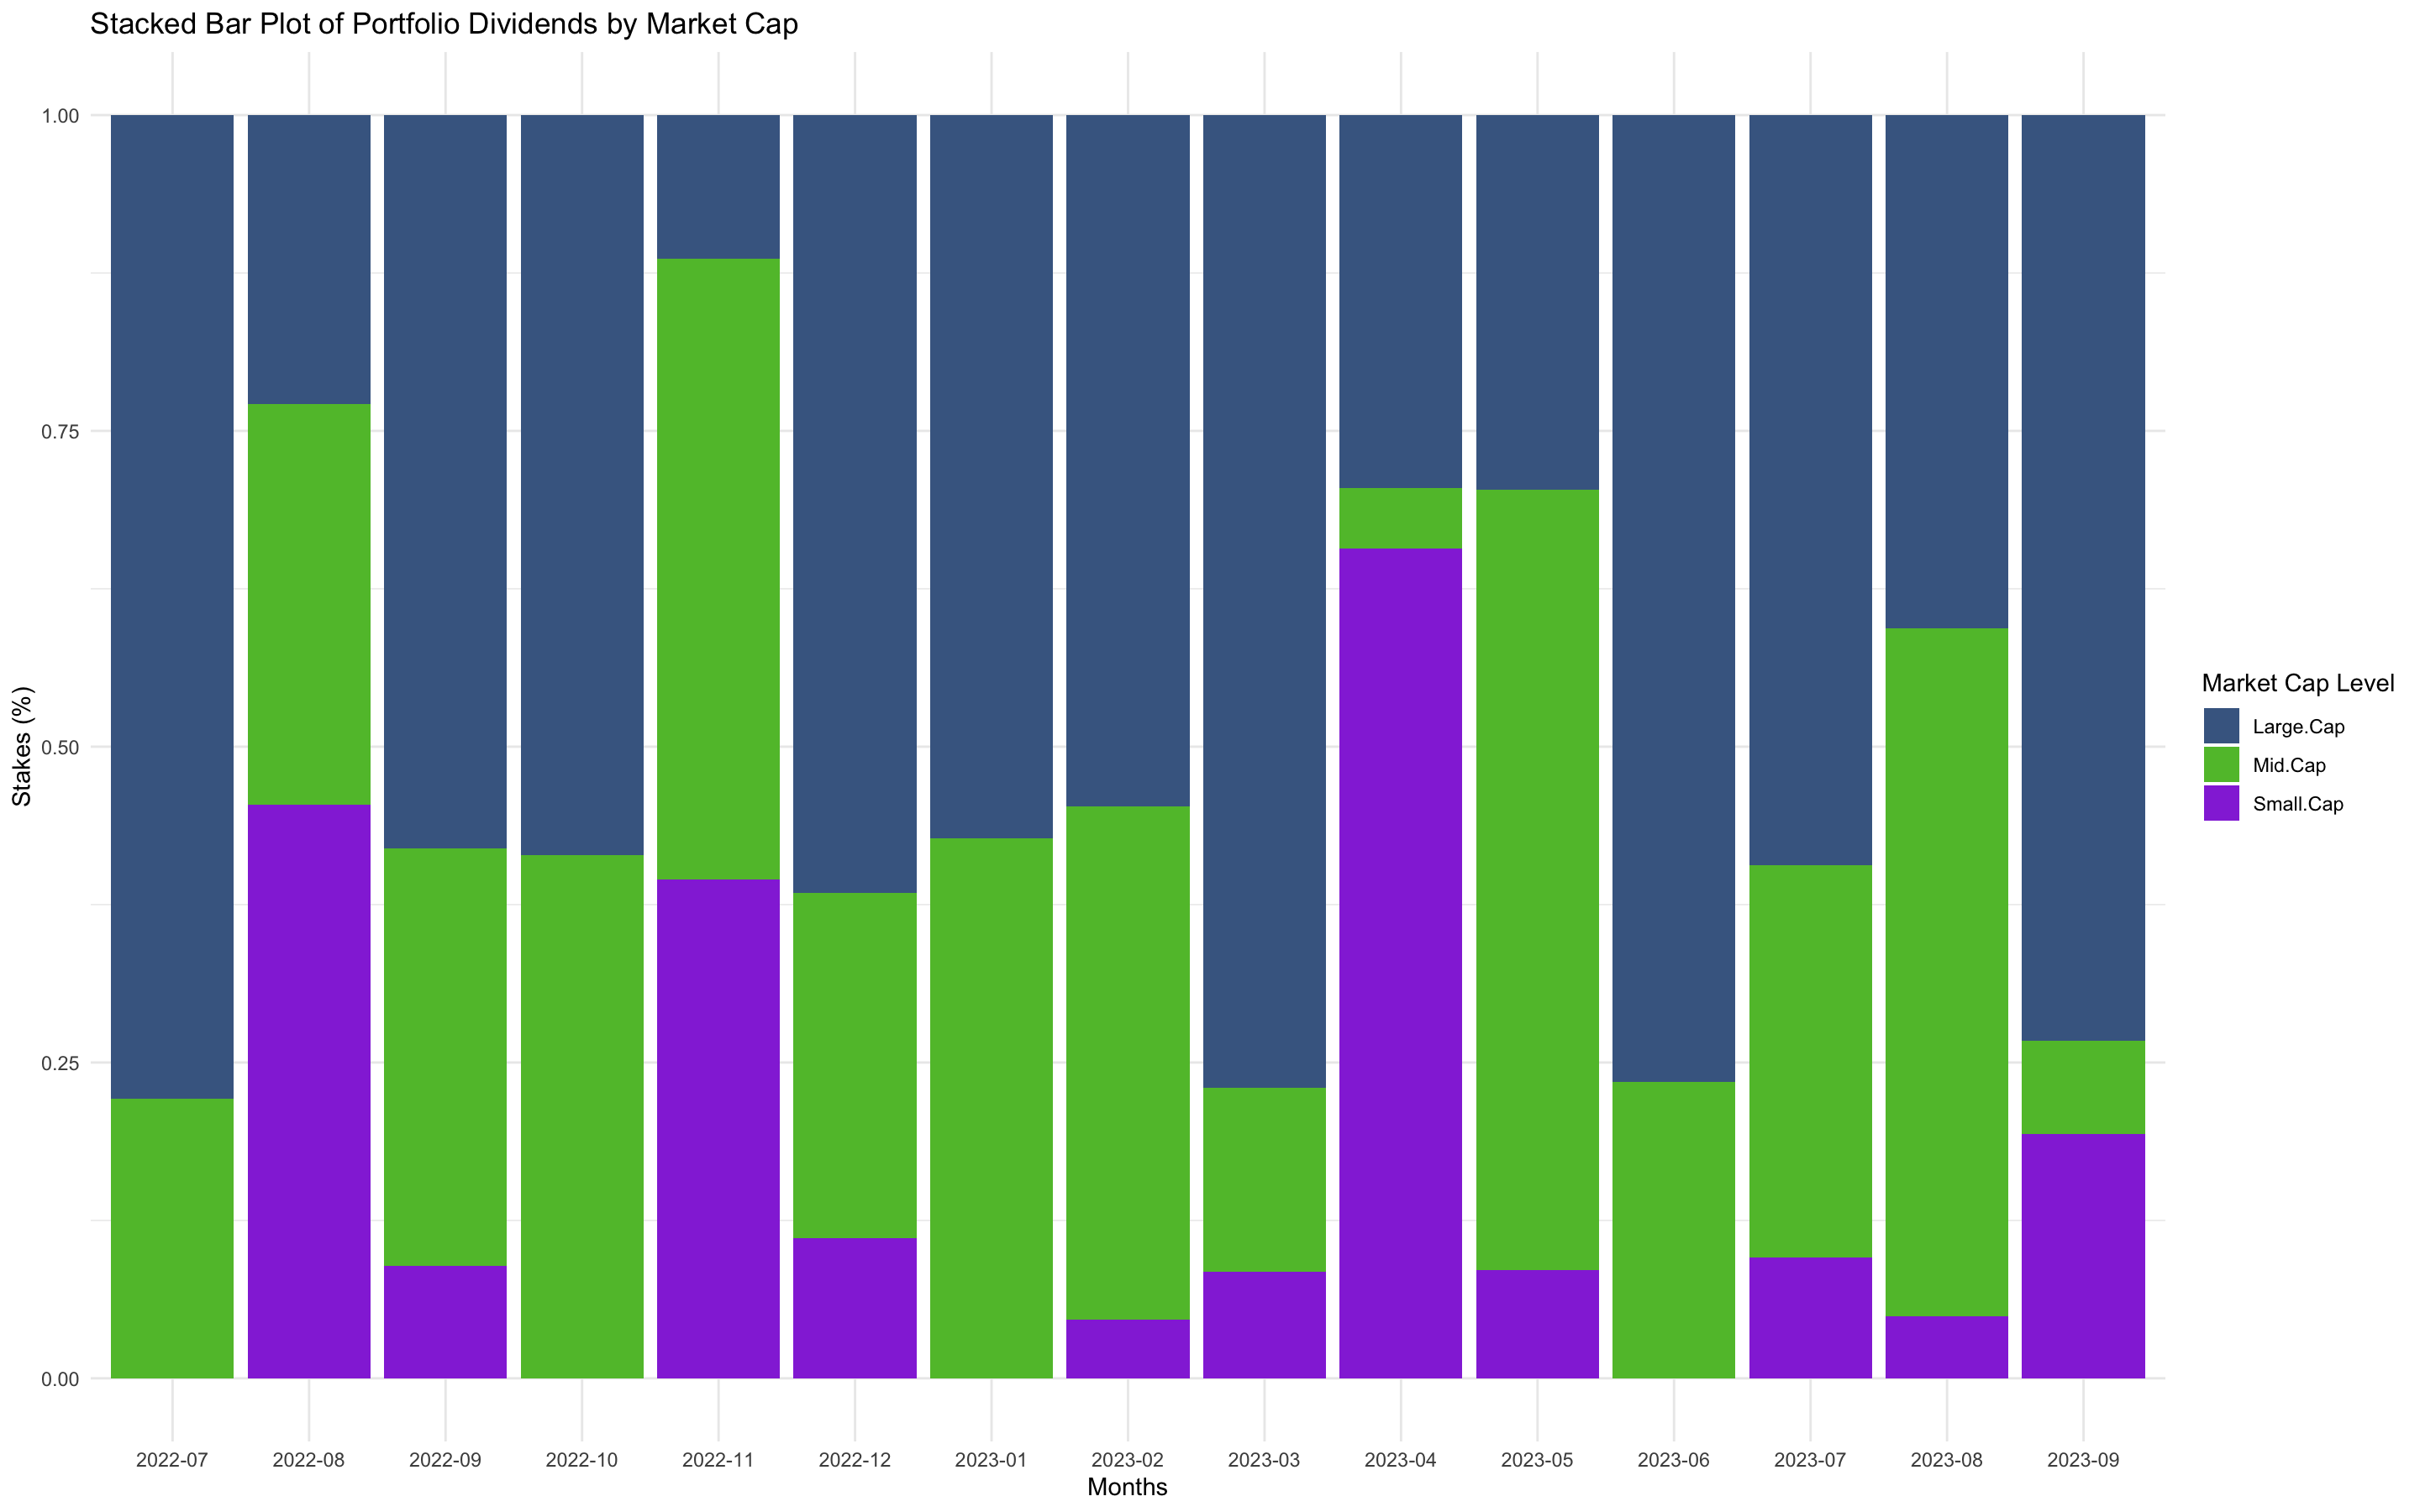 Stacked Bar Plot of Portfolio Dividends by Market Cap
1.00
0.75
0.50
0.25
0.00
Stakes (%)
2022-07 2022-08 2022-09 2022-10 2022-11 2022-12 2023-01 2023-02 2023-03 2023-04 2023-05 2023-06 2023-07 2023-08 2023-09
Months
Market Cap Level
Large.Cap
Mid.Cap
Small.Cap